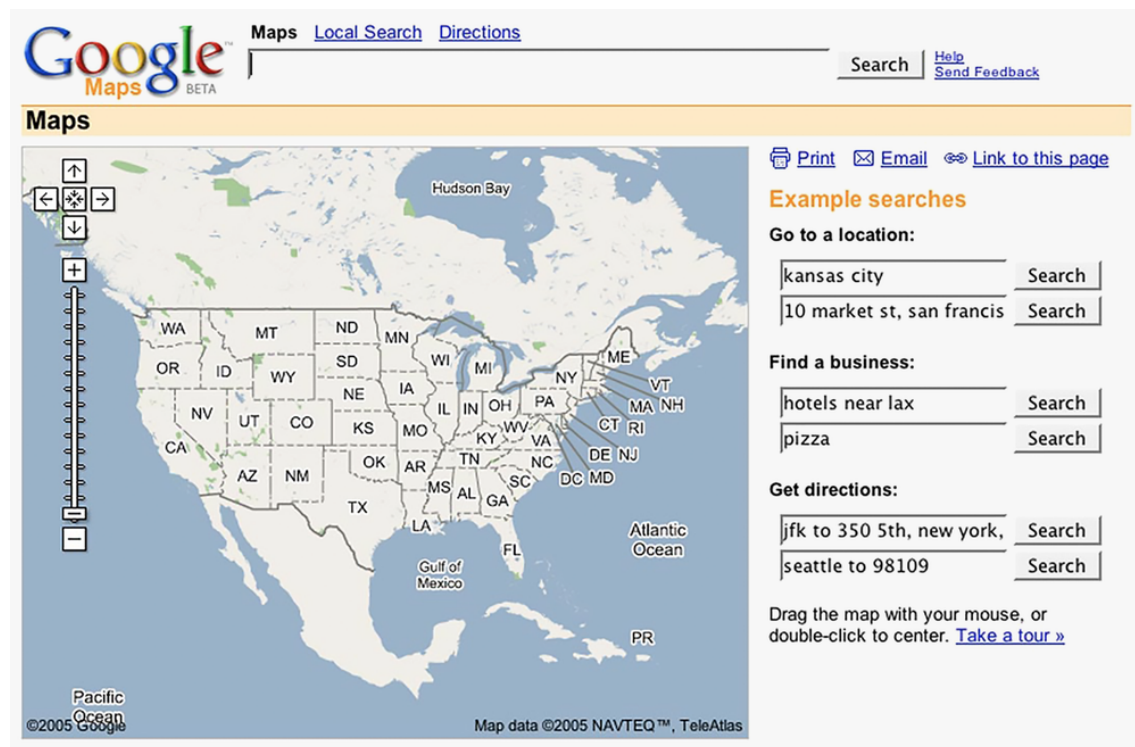 Google™
Maps BETA
Maps Local Search Directions
Search
Help
Send Feedback
Maps
Print Email Link to this page
Example searches
Go to a location:
kansas city Search
10 market st, san francis Search
Find a business:
hotels near lax Search
pizza Search
Get directions:
jfk to 350 5th, new york, Search
seattle to 98109 Search
Drag the map with your mouse, or
double-click to center. Take a tour »
Hudson Bay
WA MT ND MN
OR ID WY SD WI MI NY ME
VT
NH
NV UT CO NE IA IL IN OH PA MA
CT RI
CA KS MO KY WV VA
DE NJ
AZ NM OK AR TN NC
DC MD
TX MS AL GA SC
LA FL
Atlantic
Ocean
Gulf of
Mexico
PR
Pacific
Ocean
©2005 Google
Map data ©2005 NAVTEQ™, TeleAtlas